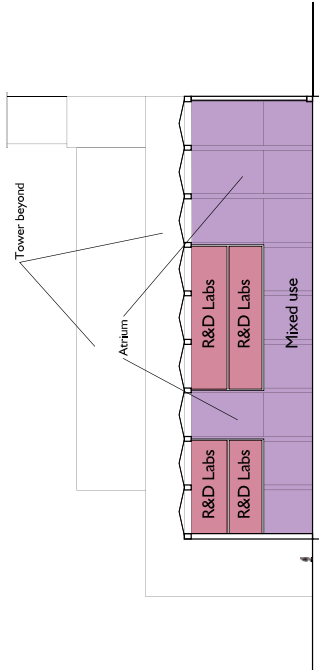 Tower beyond
Atrium
R&D Labs
R&D Labs
R&D Labs
R&D Labs
Mixed use